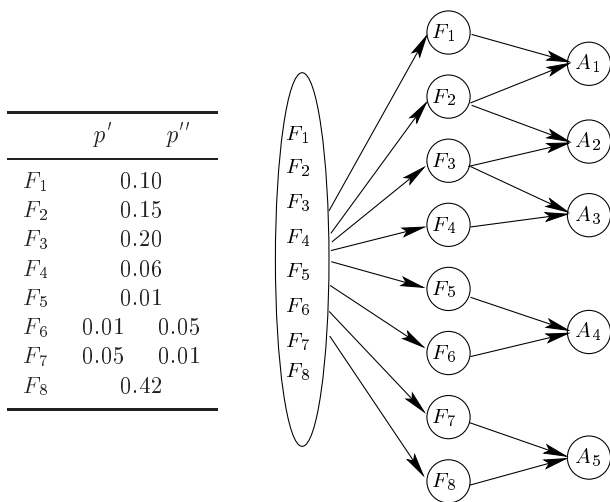 p′ p′′
F1 0.10
F2 0.15
F3 0.20
F4 0.06
F5 0.01
F6 0.01 0.05
F7 0.05 0.01
F8 0.42
F1
F2
F3
F4
F5
F6
F7
F8
F1
F2
F3
F4
F5
F6
F7
F8
A1
A2
A3
A4
A5